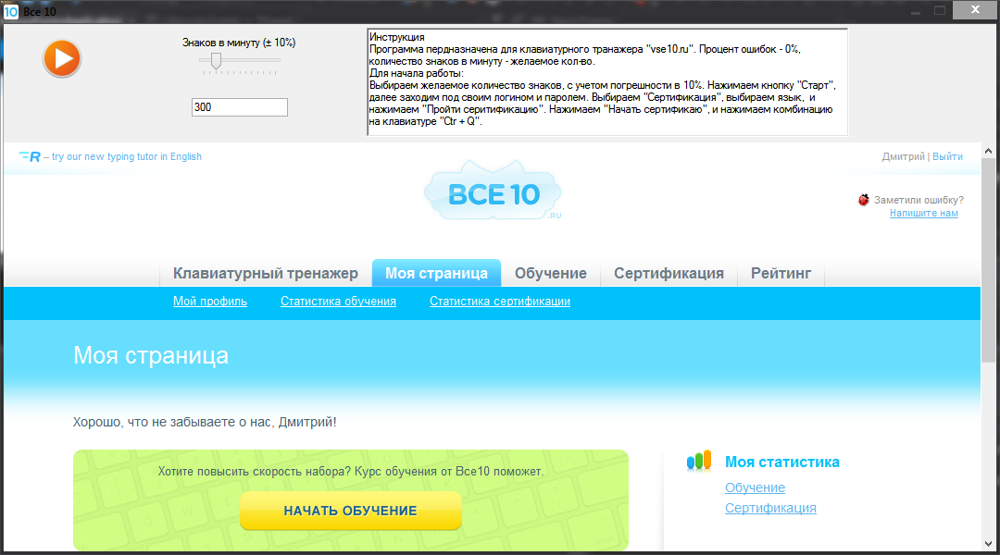 10 Все 10
Знаков в минуту (± 10%)
300
Инструкция
Программа пердназначена для клавиатурного транажера "vse10.ru". Процент ошибок - 0%,
количество знаков в минуту - желаемое кол-во.
Для начала работы:
Выбираем желаемое количество знаков, с учетом погрешности в 10%. Нажимаем кнопку "Старт",
далее заходим под своим логином и паролем. Выбираем "Сертификация", выбираем язык, и
нажимаем "Пройти серитификацию". Нажимаем "Начать сертификаю", и нажимаем комбинацию
на клавиатуре "Ctr + Q".
R – try our new typing tutor in English
Дмитрий | Выйти
ВСЕ 10
.RU
Заметили ошибку?
Напишите нам
Клавиатурный тренажер Моя страница Обучение Сертификация Рейтинг
Мой профиль Статистика обучения Статистика сертификации
Моя страница
Хорошо, что не забываете о нас, Дмитрий!
Хотите повысить скорость набора? Курс обучения от Все10 поможет.
НАЧАТЬ ОБУЧЕНИЕ
Моя статистика
Обучение
Сертификация